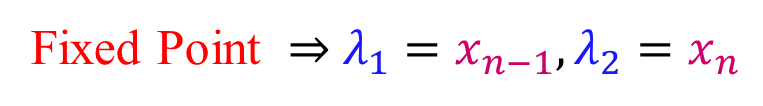 Fixed Point ⇒ λ₁ = xₙ₋₁, λ₂ = xₙ